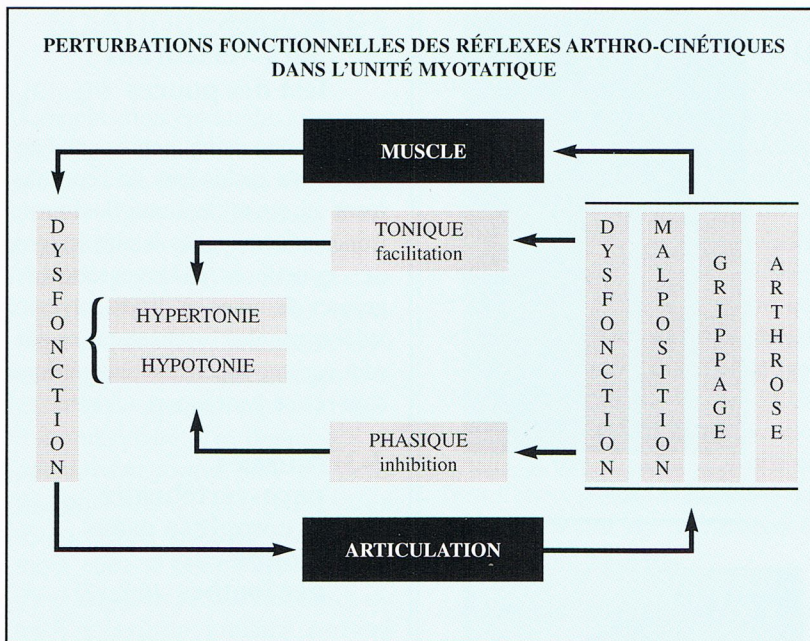 PERTURBATIONS FONCTIONNELLES DES RÉFLEXES ARTHRO-CINÉTIQUES
DANS L'UNITÉ MYOTATIQUE
MUSCLE
DYSFONCTION
TONIQUE
facilitation
HYPERTONIE
HYPOTONIE
PHASIQUE
inhibition
DYSFONCTION
MALPOSITION
GRIPPAGE
ARTHROSE
ARTICULATION